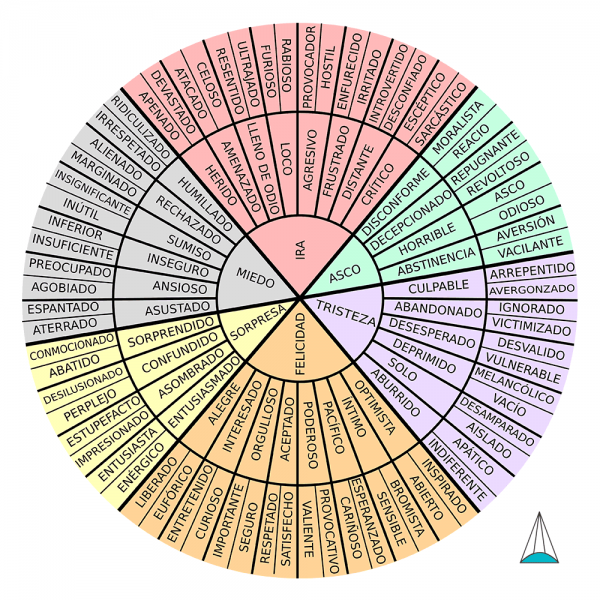 IRA
HERIDO
APENADO
DEVASTADO
AMENAZADO
ATACADO
CELOSO
LLENO DE ODIO
RESENTIDO
ULTRAJADO
LOCO
FURIOSO
RABIOSO
AGRESIVO
PROVOCADOR
HOSTIL
FRUSTRADO
ENFURECIDO
IRRITADO
DISTANTE
INTROVERTIDO
DESCONFIADO
CRÍTICO
ESCÉPTICO
SARCÁSTICO
ASCO
DISCONFORME
MORALISTA
REACIO
DECEPCIONADO
REPUGNANTE
REVOLTOSO
HORRIBLE
ASCO
ODIOSO
ABSTINENCIA
AVERSIÓN
VACILANTE
TRISTEZA
CULPABLE
ARREPENTIDO
AVERGONZADO
ABANDONADO
IGNORADO
VICTIMIZADO
DESESPERADO
DESVALIDO
VULNERABLE
DEPRIMIDO
MELANCÓLICO
VACÍO
SOLO
DESAMPARADO
AISLADO
ABURRIDO
APÁTICO
INDIFERENTE
FELICIDAD
OPTIMISTA
INSPIRADO
ABIERTO
INTIMO
BROMISTA
SENSIBLE
PACÍFICO
ESPERANZADO
CARIÑOSO
PODEROSO
PROVOCATIVO
VALIENTE
ACEPTADO
SATISFECHO
RESPETADO
ORGULLOSO
SEGURO
IMPORTANTE
INTERESADO
CURIOSO
ENTRETENIDO
ALEGRE
EUFÓRICO
LIBERADO
SORPRESA
ENTUSIASMADO
ENÉRGICO
ENTUSIASTA
ASOMBRADO
IMPRESIONADO
ESTUPEFACTO
CONFUNDIDO
PERPLEJO
DESILUSIONADO
SORPRENDIDO
ABATIDO
CONMOCIONADO
MIEDO
ASUSTADO
ATERRADO
ESPANTADO
ANSIOSO
AGOBIADO
PREOCUPADO
INSEGURO
INSUFICIENTE
INFERIOR
SUMISO
INÚTIL
INSIGNIFICANTE
RECHAZADO
MARGINADO
ALIENADO
HUMILLADO
IRRESPETADO
RIDICULIZADO